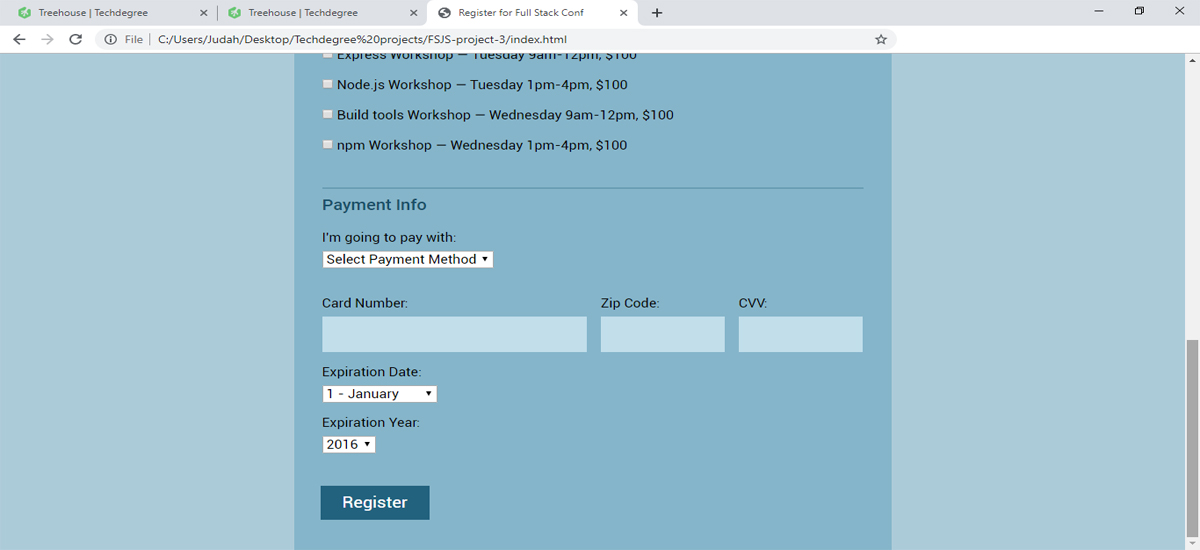 Treehouse | Techdegree
Treehouse | Techdegree
Register for Full Stack Conf
File
C:/Users/Judah/Desktop/Techdegree%20projects/FSJS-project-3/index.html
Express Workshop — Tuesday 9am-12pm, $100
Node.js Workshop — Tuesday 1pm-4pm, $100
Build tools Workshop — Wednesday 9am-12pm, $100
npm Workshop — Wednesday 1pm-4pm, $100
Payment Info
I'm going to pay with:
Select Payment Method
Card Number: Zip Code: CVV:
Expiration Date:
1 - January
Expiration Year:
2016
Register